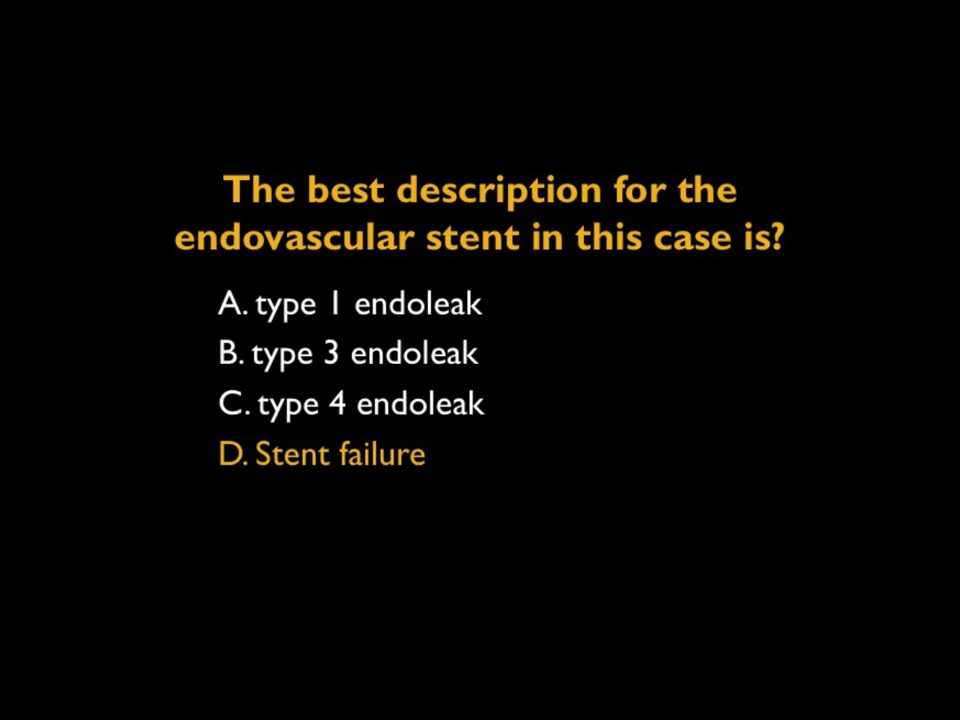 The best description for the
endovascular stent in this case is?
A. type 1 endoleak
B. type 3 endoleak
C. type 4 endoleak
D. Stent failure